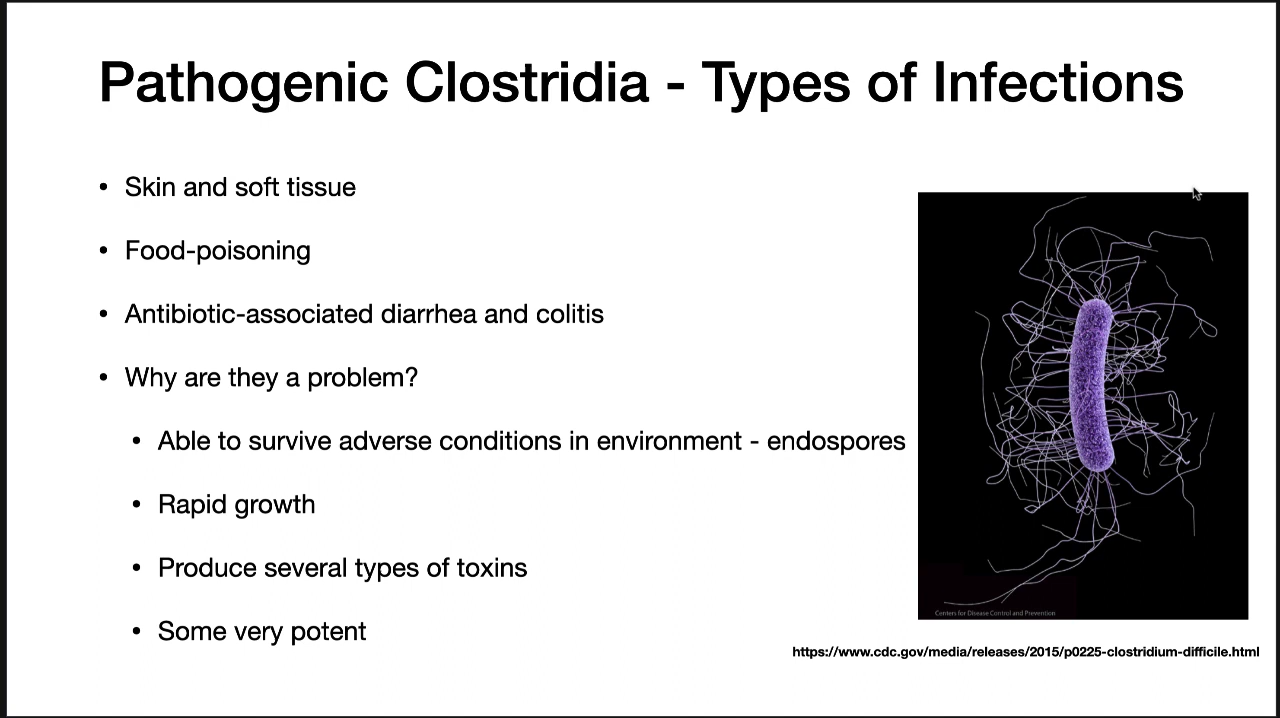 Pathogenic Clostridia - Types of Infections
• Skin and soft tissue
• Food-poisoning
• Antibiotic-associated diarrhea and colitis
• Why are they a problem?
• Able to survive adverse conditions in environment - endospores
• Rapid growth
• Produce several types of toxins
• Some very potent
Centers for Disease Control and Prevention
https://www.cdc.gov/media/releases/2015/p0225-clostridium-difficile.html